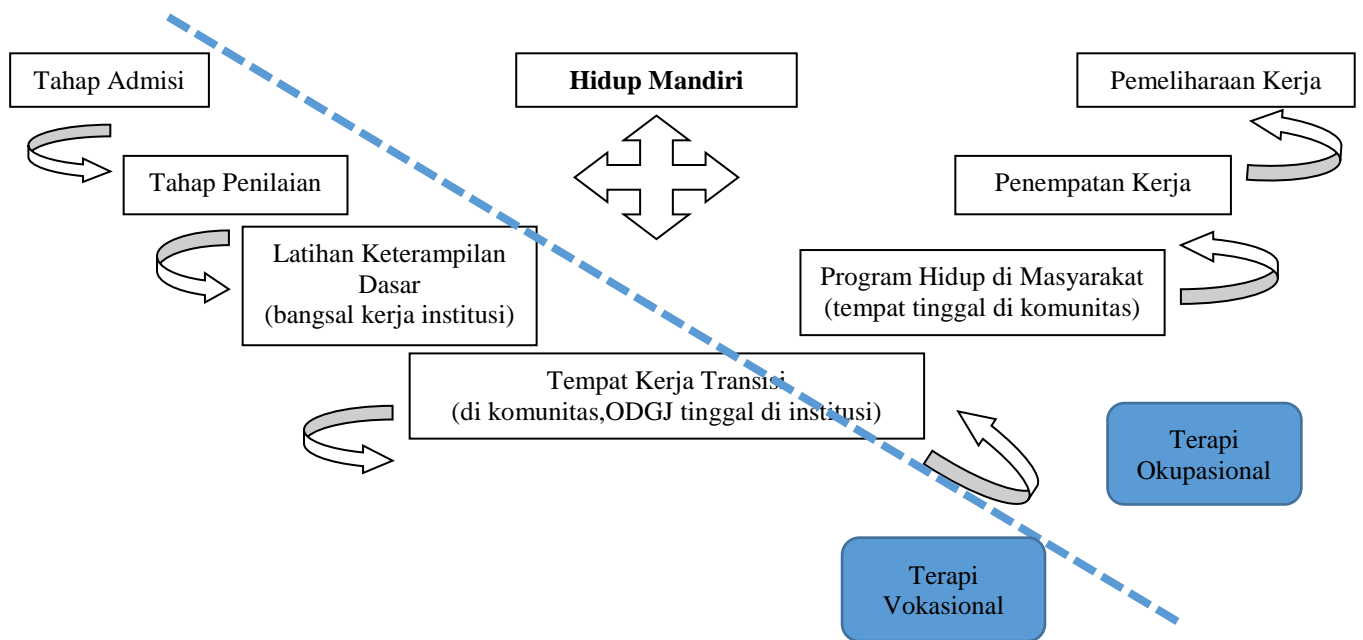 Tahap Admisi
Hidup Mandiri
Pemeliharaan Kerja
Tahap Penilaian
Penempatan Kerja
Latihan Keterampilan
Dasar
(bangsal kerja institusi)
Program Hidup di Masyarakat
(tempat tinggal di komunitas)
Tempat Kerja Transisi
(di komunitas,ODGJ tinggal di institusi)
Terapi
Okupasional
Terapi
Vokasional